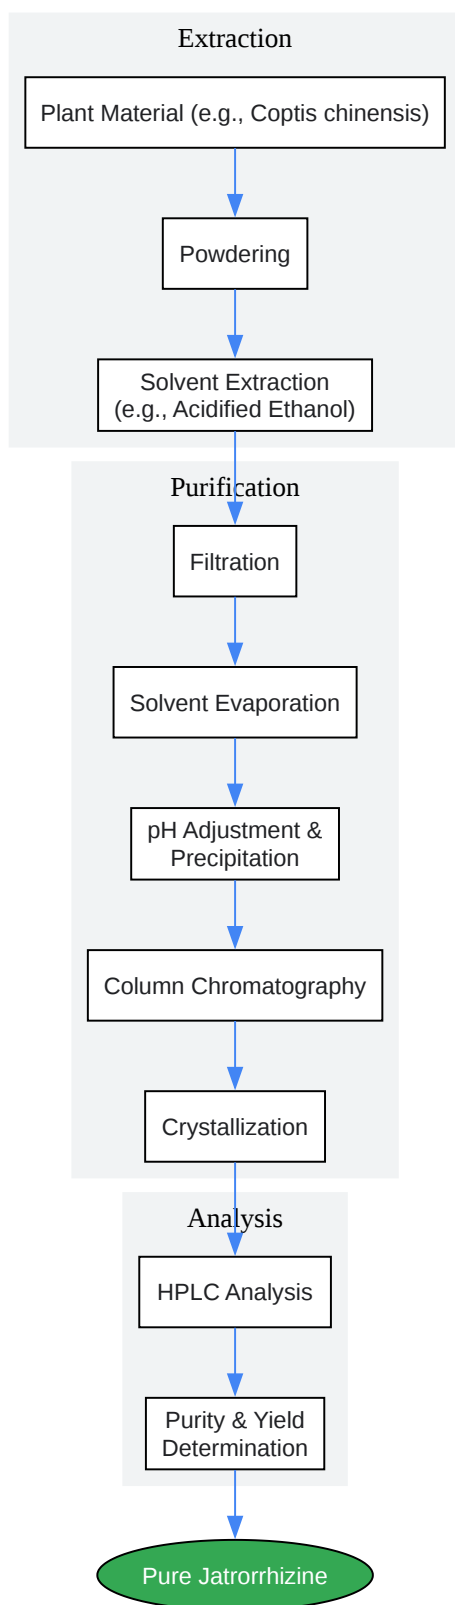 Extraction
Plant Material (e.g., Coptis chinensis)
Powdering
Solvent Extraction
(e.g., Acidified Ethanol)
Purification
Filtration
Solvent Evaporation
pH Adjustment &
Precipitation
Column Chromatography
Crystallization
Analysis
HPLC Analysis
Purity & Yield
Determination
Pure Jatrorrhizine